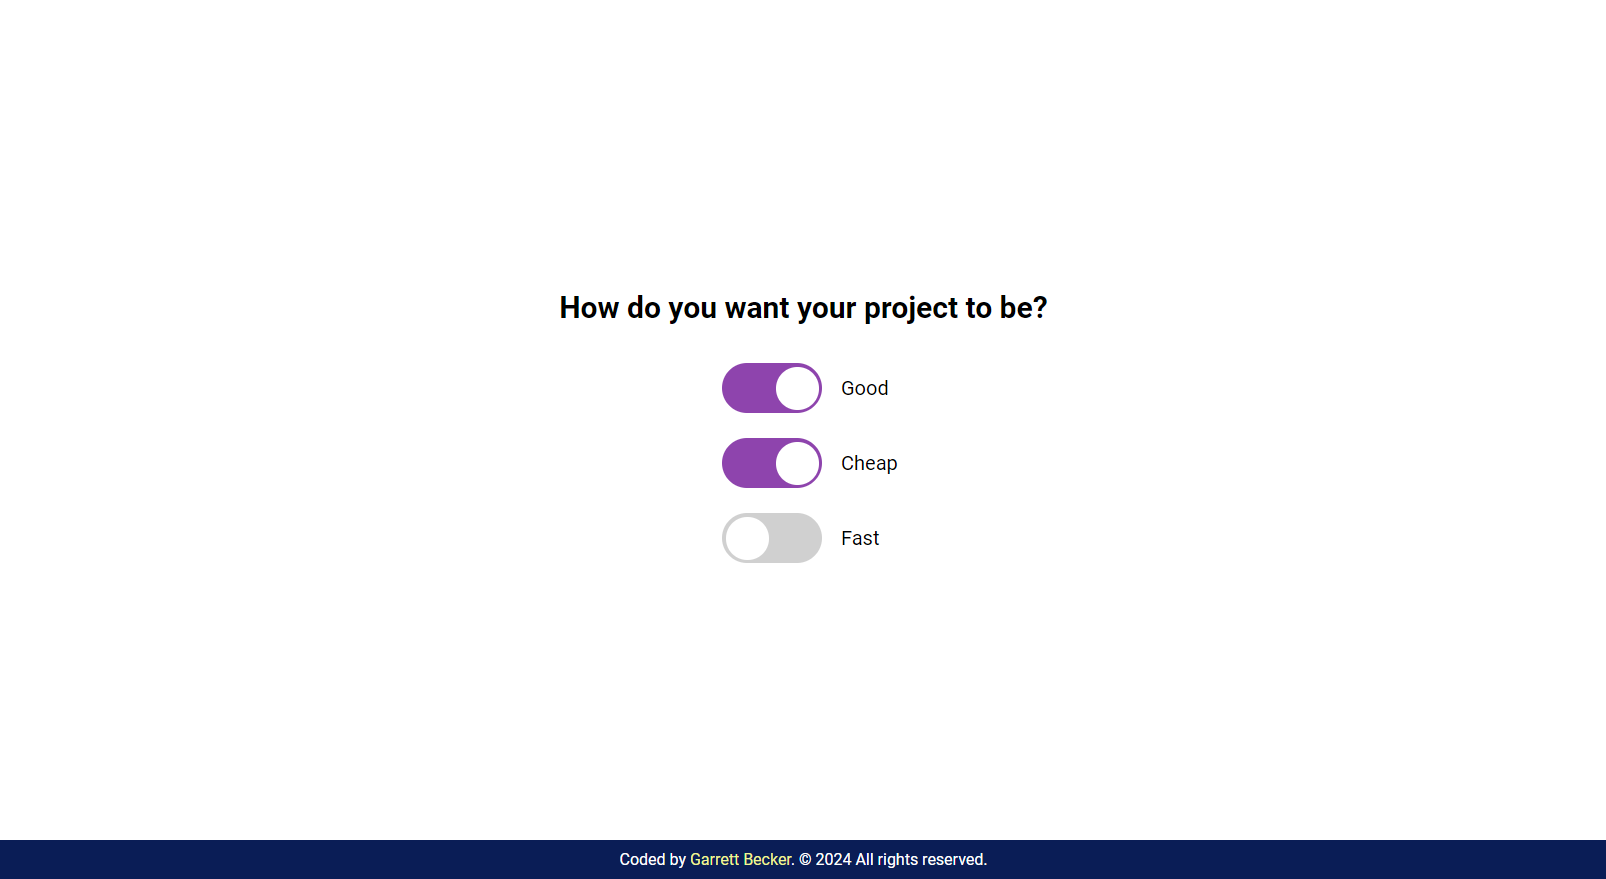 How do you want your project to be?
Good
Cheap
Fast
Coded by Garrett Becker. © 2024 All rights reserved.